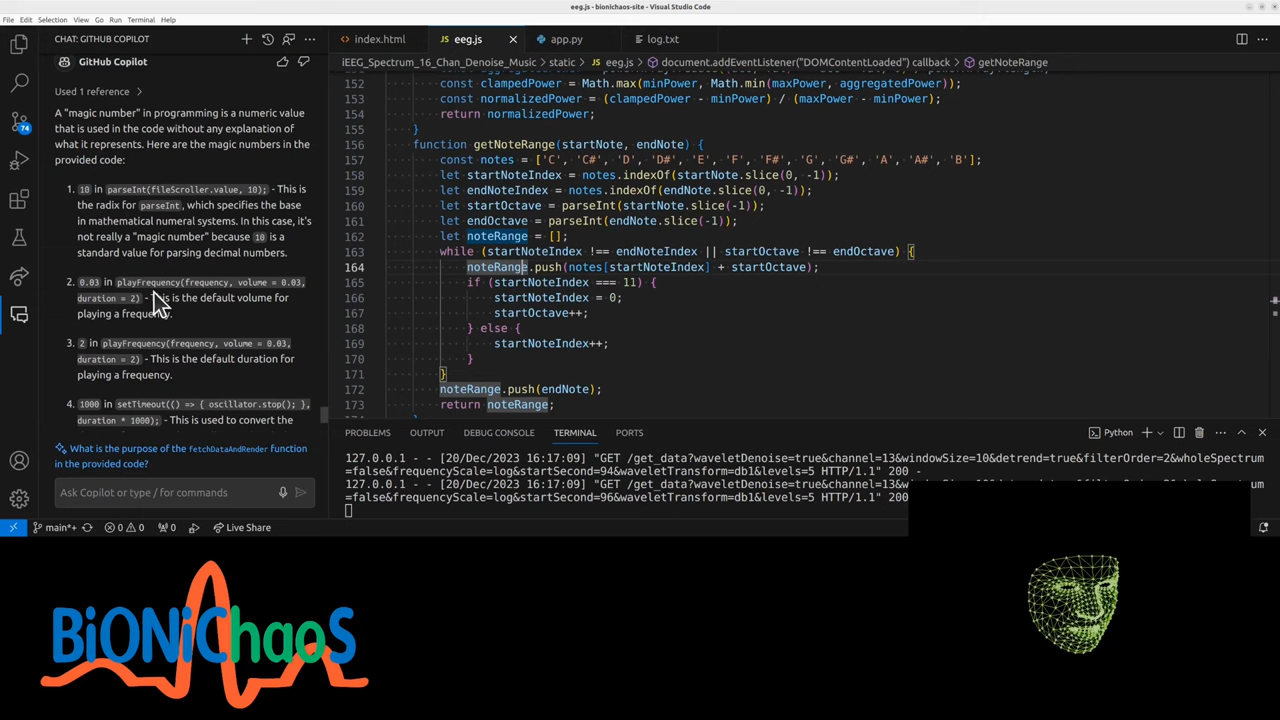 eeg.js - bionichaos-site - Visual Studio Code
File Edit Selection View Go Run Terminal Help
CHAT: GITHUB COPILOT
index.html
eeg.js
app.py
log.txt
iEEG_Spectrum_16_Chan_Denoise_Music > static > eeg.js > document.addEventListener("DOMContentLoaded") callback > getNoteRange
GitHub Copilot
Used 1 reference
A "magic number" in programming is a numeric value
that is used in the code without any explanation of
what it represents. Here are the magic numbers in the
provided code:
1. 10 in parseInt(fileScroller.value, 10); - This is
the radix for parseInt, which specifies the base
in mathematical numeral systems. In this case, it's
not really a "magic number" because 10 is a
standard value for parsing decimal numbers.
2. 0.03 in playFrequency(frequency, volume = 0.03,
duration = 2) - This is the default volume for
playing a frequency.
3. 2 in playFrequency(frequency, volume = 0.03,
duration = 2) - This is the default duration for
playing a frequency.
4. 1000 in setTimeout(() => { oscillator.stop(); },
duration * 1000); - This is used to convert the
What is the purpose of the fetchDataAndRender function
in the provided code?
Ask Copilot or type / for commands
74
152 const clampedPower = Math.max(minPower, Math.min(maxPower, aggregatedPower));
153 const normalizedPower = (clampedPower - minPower) / (maxPower - minPower);
154 return normalizedPower;
155 }
156 function getNoteRange(startNote, endNote) {
157 const notes = ['C', 'C#', 'D', 'D#', 'E', 'F', 'F#', 'G', 'G#', 'A', 'A#', 'B'];
158 let startNoteIndex = notes.indexOf(startNote.slice(0, -1));
159 let endNoteIndex = notes.indexOf(endNote.slice(0, -1));
160 let startOctave = parseInt(startNote.slice(-1));
161 let endOctave = parseInt(endNote.slice(-1));
162 let noteRange = [];
163 while (startNoteIndex !== endNoteIndex || startOctave !== endOctave) {
164 noteRange.push(notes[startNoteIndex] + startOctave);
165 if (startNoteIndex === 11) {
166 startNoteIndex = 0;
167 startOctave++;
168 } else {
169 startNoteIndex++;
170 }
171 }
172 noteRange.push(endNote);
173 return noteRange;
PROBLEMS OUTPUT DEBUG CONSOLE TERMINAL PORTS
Python
127.0.0.1 - - [20/Dec/2023 16:17:09] "GET /get_data?waveletDenoise=true&channel=13&windowSize=10&detrend=true&filterOrder=2&wholeSpectrum
=false&frequencyScale=log&startSecond=94&waveletTransform=db1&levels=5 HTTP/1.1" 200 -
127.0.0.1 - - [20/Dec/2023 16:17:09] "GET /get_data?waveletDenoise=true&channel=13
=false&frequencyScale=log&startSecond=96&waveletTransform=db1&levels=5 HTTP/1.1" 200
main*+ 0 0 0 Live Share
BiONiChaoS